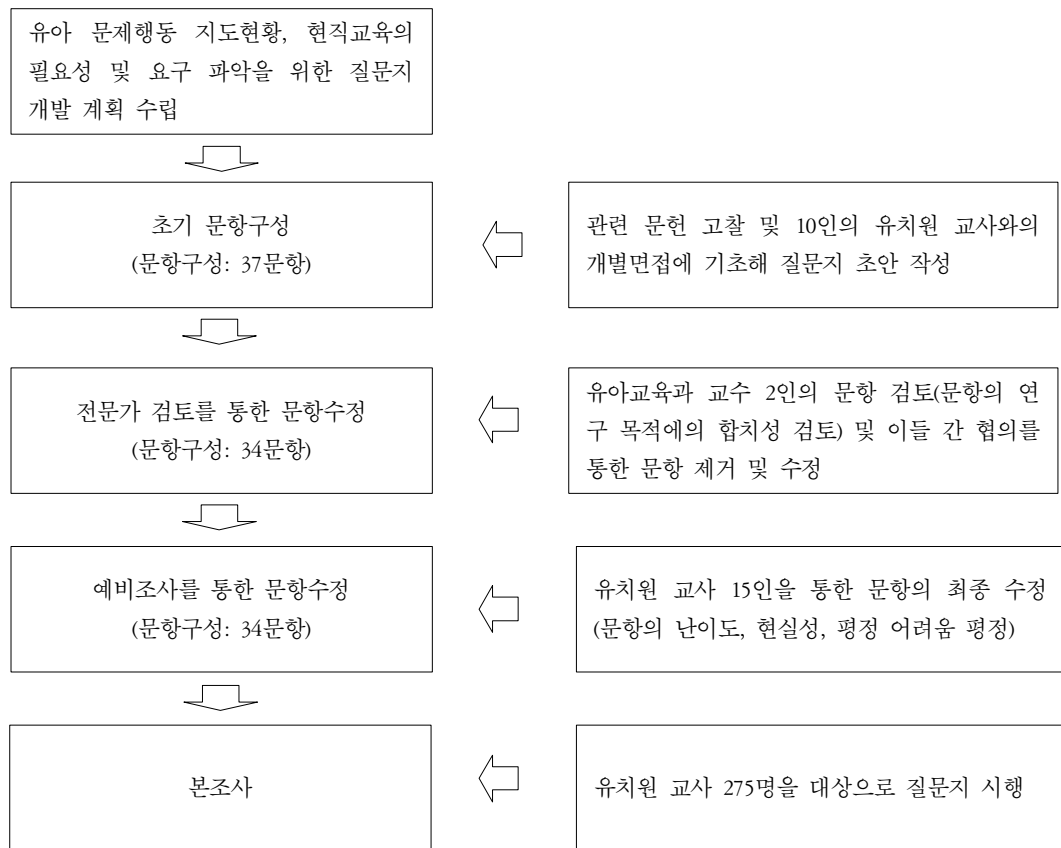 유아 문제행동 지도현황, 현직교육의
필요성 및 요구 파악을 위한 질문지
개발 계획 수립
초기 문항구성
(문항구성: 37문항)
관련 문헌 고찰 및 10인의 유치원 교사와의
개별면접에 기초해 질문지 초안 작성
전문가 검토를 통한 문항수정
(문항구성: 34문항)
유아교육과 교수 2인의 문항 검토(문항의 연
구 목적에의 합치성 검토) 및 이들 간 협의를
통한 문항 제거 및 수정
예비조사를 통한 문항수정
(문항구성: 34문항)
유치원 교사 15인을 통한 문항의 최종 수정
(문항의 난이도, 현실성, 평정 어려움 평정)
본조사
유치원 교사 275명을 대상으로 질문지 시행